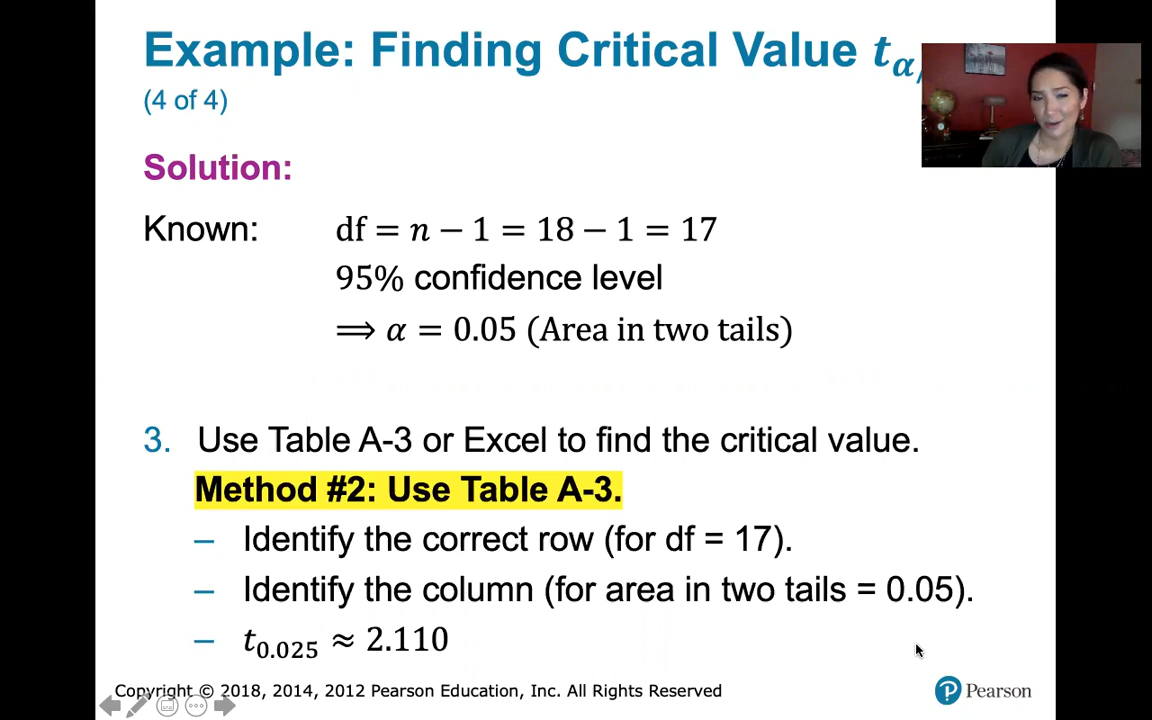 Example: Finding Critical Value tα/
(4 of 4)
Solution:
Known: df = n − 1 = 18 − 1 = 17
95% confidence level
⟹ α = 0.05 (Area in two tails)
3. Use Table A-3 or Excel to find the critical value.
Method #2: Use Table A-3.
– Identify the correct row (for df = 17).
– Identify the column (for area in two tails = 0.05).
– t0.025 ≈ 2.110
Copyright © 2018, 2014, 2012 Pearson Education, Inc. All Rights Reserved
Pearson